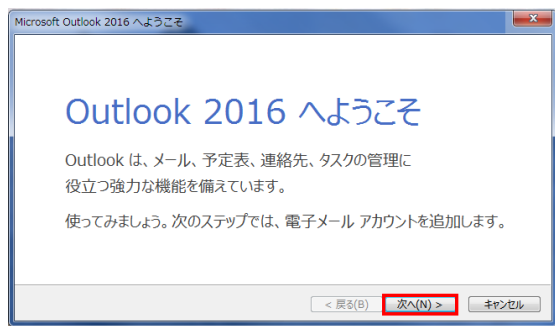 Microsoft Outlook 2016 へようこそ
Outlook 2016 へようこそ
Outlook は、メール、予定表、連絡先、タスクの管理に
役立つ強力な機能を備えています。
使ってみましょう。次のステップでは、電子メール アカウントを追加します。
< 戻る(B) 次へ(N) > キャンセル